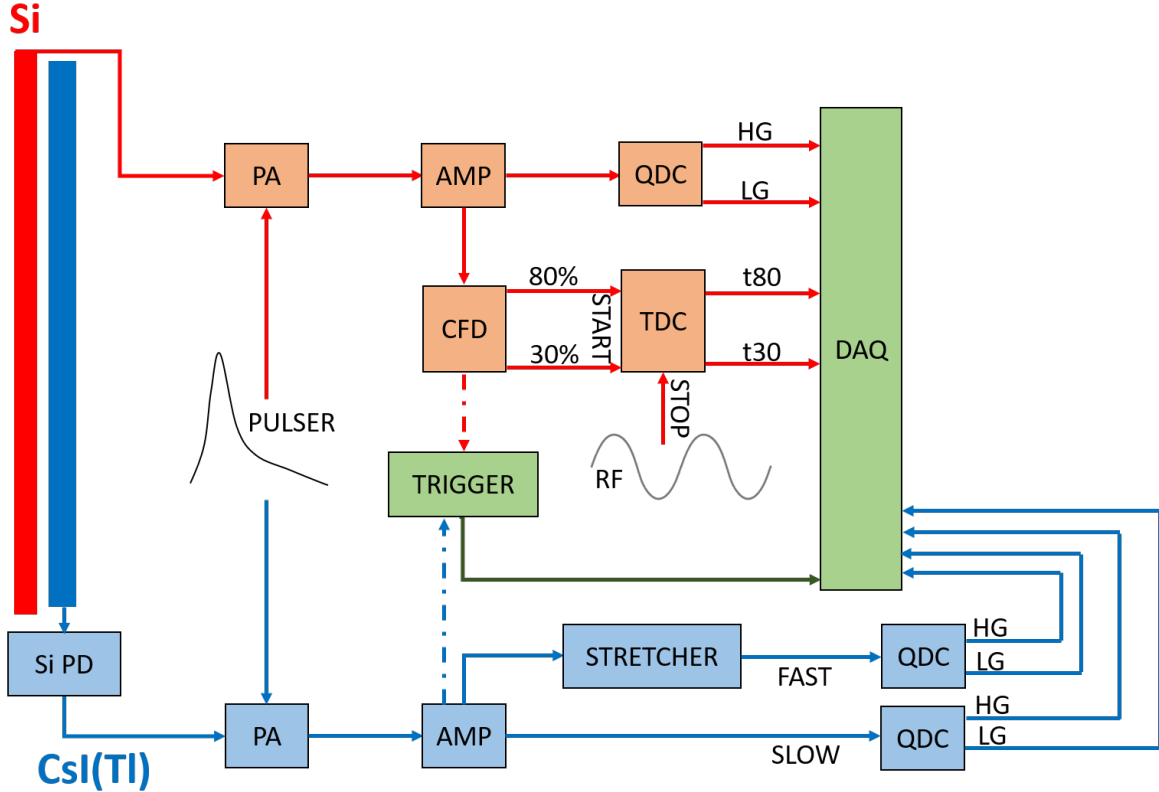 Si
HG
PA
AMP
QDC
LG
80%
START
TDC
t80
CFD
30%
t30
DAQ
PULSER
STOP
RF
TRIGGER
Si PD
STRETCHER
FAST
QDC
HG
LG
PA
AMP
SLOW
QDC
HG
LG
CsI(Tl)